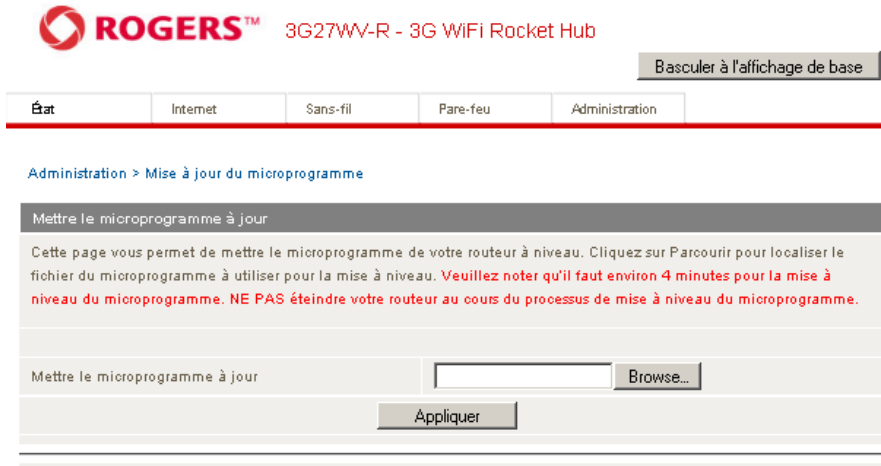 ROGERS™ 3G27WV-R - 3G WiFi Rocket Hub
Basculer à l'affichage de base
État Internet Sans-fil Pare-feu Administration
Administration > Mise à jour du microprogramme
Mettre le microprogramme à jour
Cette page vous permet de mettre le microprogramme de votre routeur à niveau. Cliquez sur Parcourir pour localiser le
fichier du microprogramme à utiliser pour la mise à niveau. Veuillez noter qu'il faut environ 4 minutes pour la mise à
niveau du microprogramme. NE PAS éteindre votre routeur au cours du processus de mise à niveau du microprogramme.
Mettre le microprogramme à jour Browse...
Appliquer